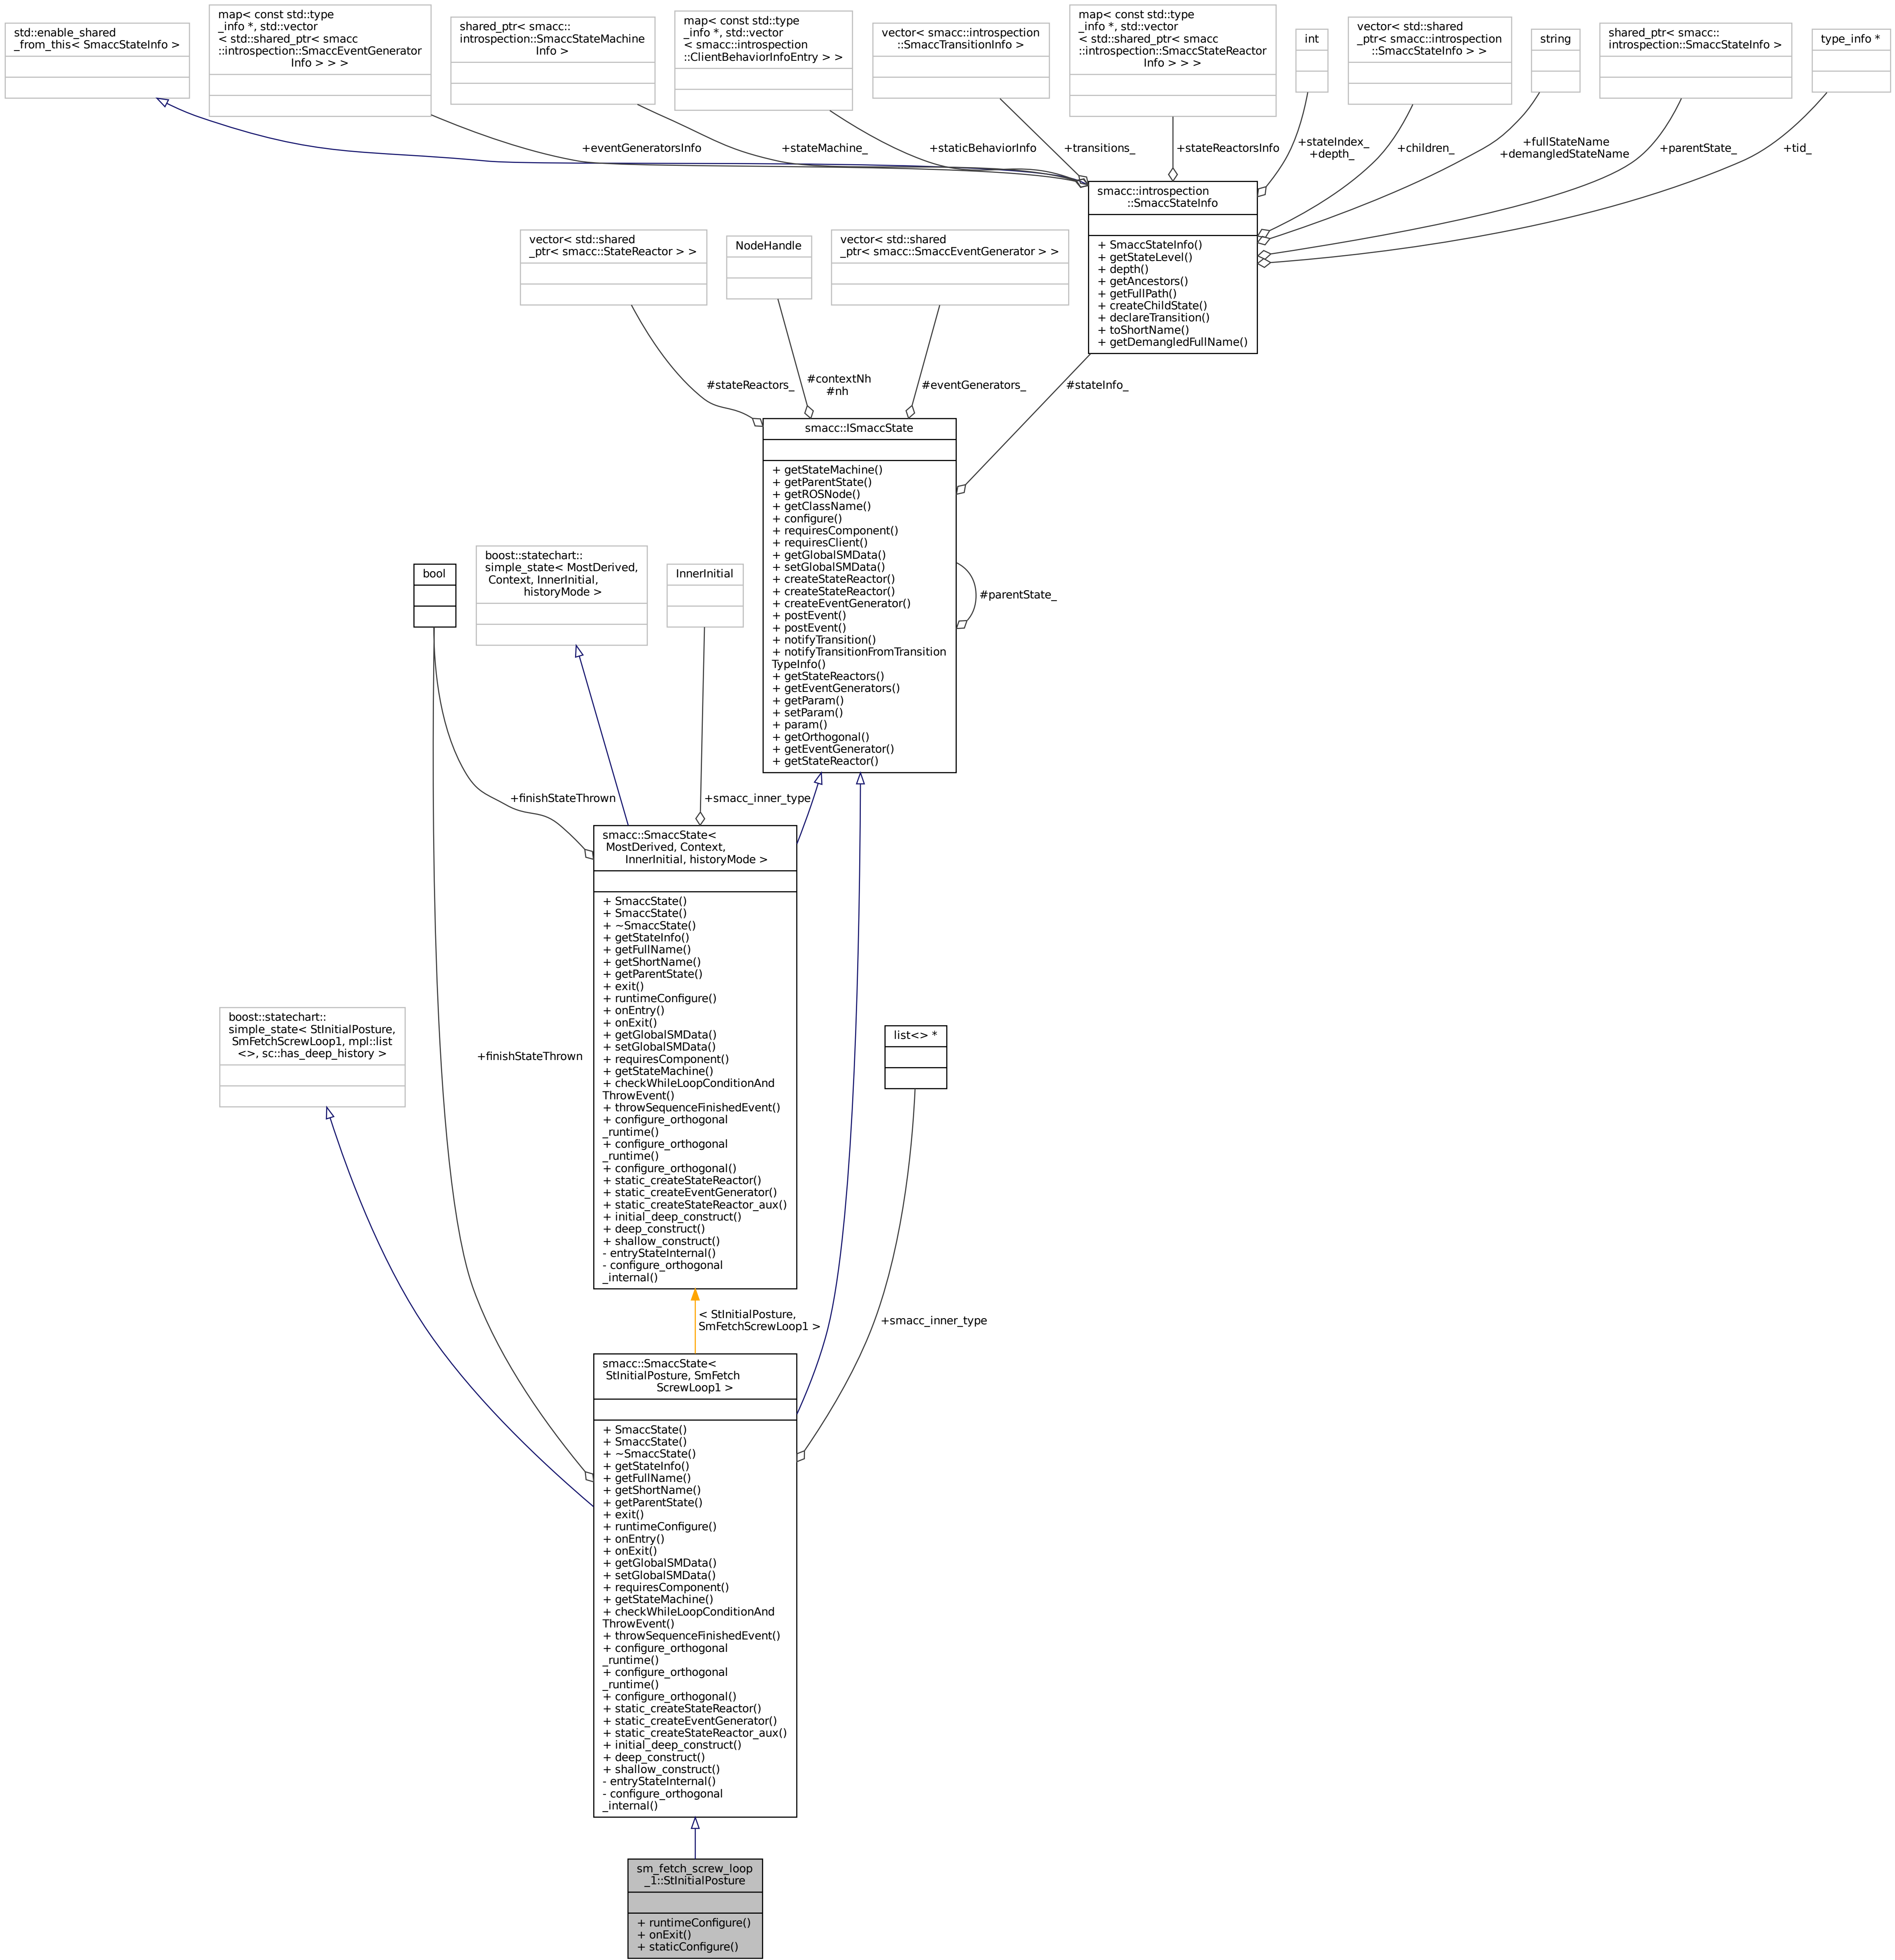 std::enable_shared
_from_this< SmaccStateInfo >
map< const std::type
_info *, std::vector
< std::shared_ptr< smacc
::introspection::SmaccEventGenerator
Info > > >
shared_ptr< smacc::
introspection::SmaccStateMachine
Info >
map< const std::type
_info *, std::vector
< smacc::introspection
::ClientBehaviorInfoEntry > >
vector< smacc::introspection
::SmaccTransitionInfo >
map< const std::type
_info *, std::vector
< std::shared_ptr< smacc
::introspection::SmaccStateReactor
Info > > >
int
vector< std::shared
_ptr< smacc::introspection
::SmaccStateInfo > >
string
shared_ptr< smacc::
introspection::SmaccStateInfo >
type_info *
+eventGeneratorsInfo
+stateMachine_
+staticBehaviorInfo
+transitions_
+stateReactorsInfo
+stateIndex_
+depth_
+children_
+fullStateName
+demangledStateName
+parentState_
+tid_
smacc::introspection
::SmaccStateInfo
+ SmaccStateInfo()
+ getStateLevel()
+ depth()
+ getAncestors()
+ getFullPath()
+ createChildState()
+ declareTransition()
+ toShortName()
+ getDemangledFullName()
vector< std::shared
_ptr< smacc::StateReactor > >
NodeHandle
vector< std::shared
_ptr< smacc::SmaccEventGenerator > >
#stateReactors_
#contextNh
#nh
#eventGenerators_
#stateInfo_
smacc::ISmaccState
+ getStateMachine()
+ getParentState()
+ getROSNode()
+ getClassName()
+ configure()
+ requiresComponent()
+ requiresClient()
+ getGlobalSMData()
+ setGlobalSMData()
+ createStateReactor()
+ createStateReactor()
+ createEventGenerator()
+ postEvent()
+ postEvent()
+ notifyTransition()
+ notifyTransitionFromTransition
TypeInfo()
+ getStateReactors()
+ getEventGenerators()
+ getParam()
+ setParam()
+ param()
+ getOrthogonal()
+ getEventGenerator()
+ getStateReactor()
#parentState_
bool
boost::statechart::
simple_state< MostDerived,
Context, InnerInitial,
historyMode >
InnerInitial
+finishStateThrown
+smacc_inner_type
smacc::SmaccState<
MostDerived, Context,
InnerInitial, historyMode >
+ SmaccState()
+ SmaccState()
+ ~SmaccState()
+ getStateInfo()
+ getFullName()
+ getShortName()
+ getParentState()
+ exit()
+ runtimeConfigure()
+ onEntry()
+ onExit()
+ getGlobalSMData()
+ setGlobalSMData()
+ requiresComponent()
+ getStateMachine()
+ checkWhileLoopConditionAnd
ThrowEvent()
+ throwSequenceFinishedEvent()
+ configure_orthogonal
_runtime()
+ configure_orthogonal
_runtime()
+ configure_orthogonal()
+ static_createStateReactor()
+ static_createEventGenerator()
+ static_createStateReactor_aux()
+ initial_deep_construct()
+ deep_construct()
+ shallow_construct()
- entryStateInternal()
- configure_orthogonal
_internal()
boost::statechart::
simple_state< StInitialPosture,
SmFetchScrewLoop1, mpl::list
<>, sc::has_deep_history >
+finishStateThrown
list<> *
< StInitialPosture,
SmFetchScrewLoop1 >
+smacc_inner_type
smacc::SmaccState<
StInitialPosture, SmFetch
ScrewLoop1 >
+ SmaccState()
+ SmaccState()
+ ~SmaccState()
+ getStateInfo()
+ getFullName()
+ getShortName()
+ getParentState()
+ exit()
+ runtimeConfigure()
+ onEntry()
+ onExit()
+ getGlobalSMData()
+ setGlobalSMData()
+ requiresComponent()
+ getStateMachine()
+ checkWhileLoopConditionAnd
ThrowEvent()
+ throwSequenceFinishedEvent()
+ configure_orthogonal
_runtime()
+ configure_orthogonal
_runtime()
+ configure_orthogonal()
+ static_createStateReactor()
+ static_createEventGenerator()
+ static_createStateReactor_aux()
+ initial_deep_construct()
+ deep_construct()
+ shallow_construct()
- entryStateInternal()
- configure_orthogonal
_internal()
sm_fetch_screw_loop
_1::StInitialPosture
+ runtimeConfigure()
+ onExit()
+ staticConfigure()